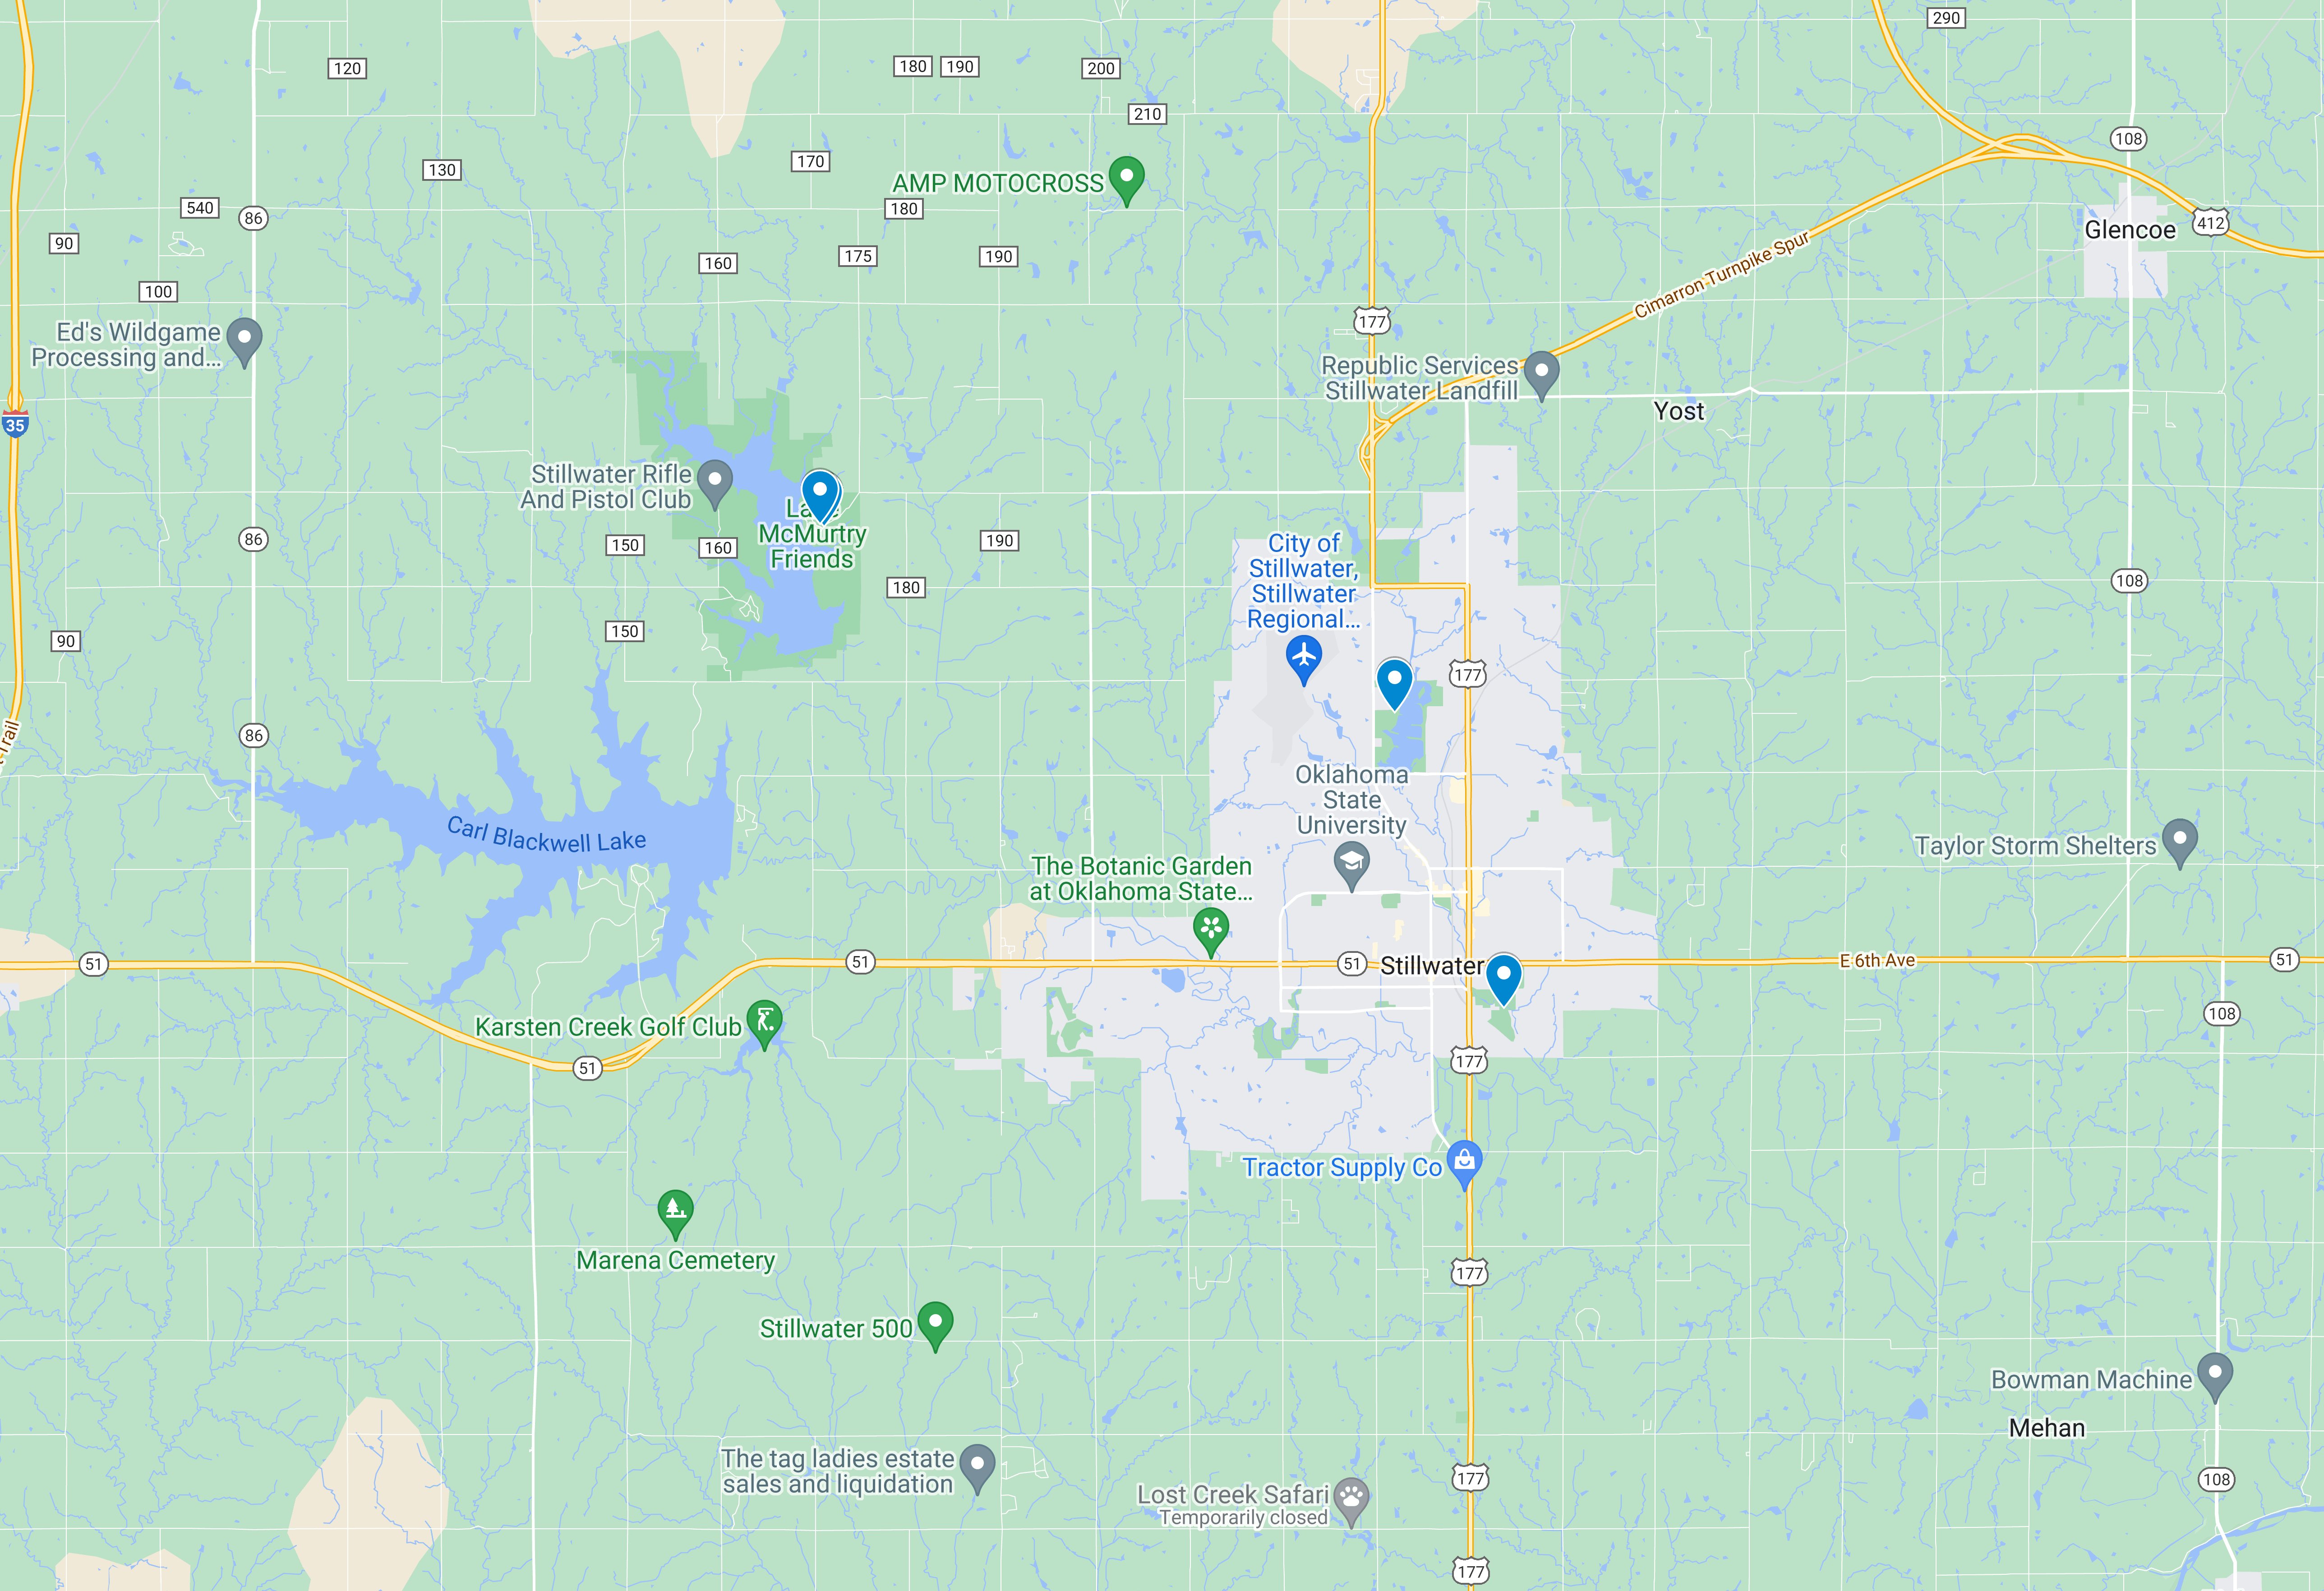 290
120
180
190
200
210
108
170
130
AMP MOTOCROSS
180
540
86
412
Glencoe
90
175
190
160
Cimarron Turnpike Spur
100
177
Ed's Wildgame
Processing and...
Republic Services
Stillwater Landfill
Yost
35
Stillwater Rifle
And Pistol Club
McMurtry
Friends
86
150
160
190
City of
Stillwater,
Stillwater
Regional...
108
180
150
90
177
86
Trail
Oklahoma
State
University
Carl Blackwell Lake
Taylor Storm Shelters
The Botanic Garden
at Oklahoma State...
51
51
51
Stillwater
E 6th Ave
51
108
Karsten Creek Golf Club
51
177
Tractor Supply Co
Marena Cemetery
177
Stillwater 500
Bowman Machine
Mehan
The tag ladies estate
sales and liquidation
177
108
Lost Creek Safari
Temporarily closed
177